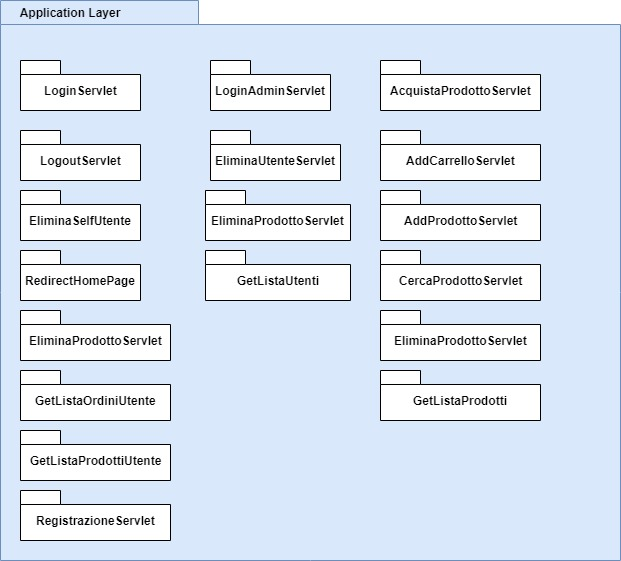 Application Layer
LoginServlet
LoginAdminServlet
AcquistaProdottoServlet
LogoutServlet
EliminaUtenteServlet
AddCarrelloServlet
EliminaSelfUtente
EliminaProdottoServlet
AddProdottoServlet
RedirectHomePage
GetListaUtenti
CercaProdottoServlet
EliminaProdottoServlet
EliminaProdottoServlet
GetListaOrdiniUtente
GetListaProdotti
GetListaProdottiUtente
RegistrazioneServlet